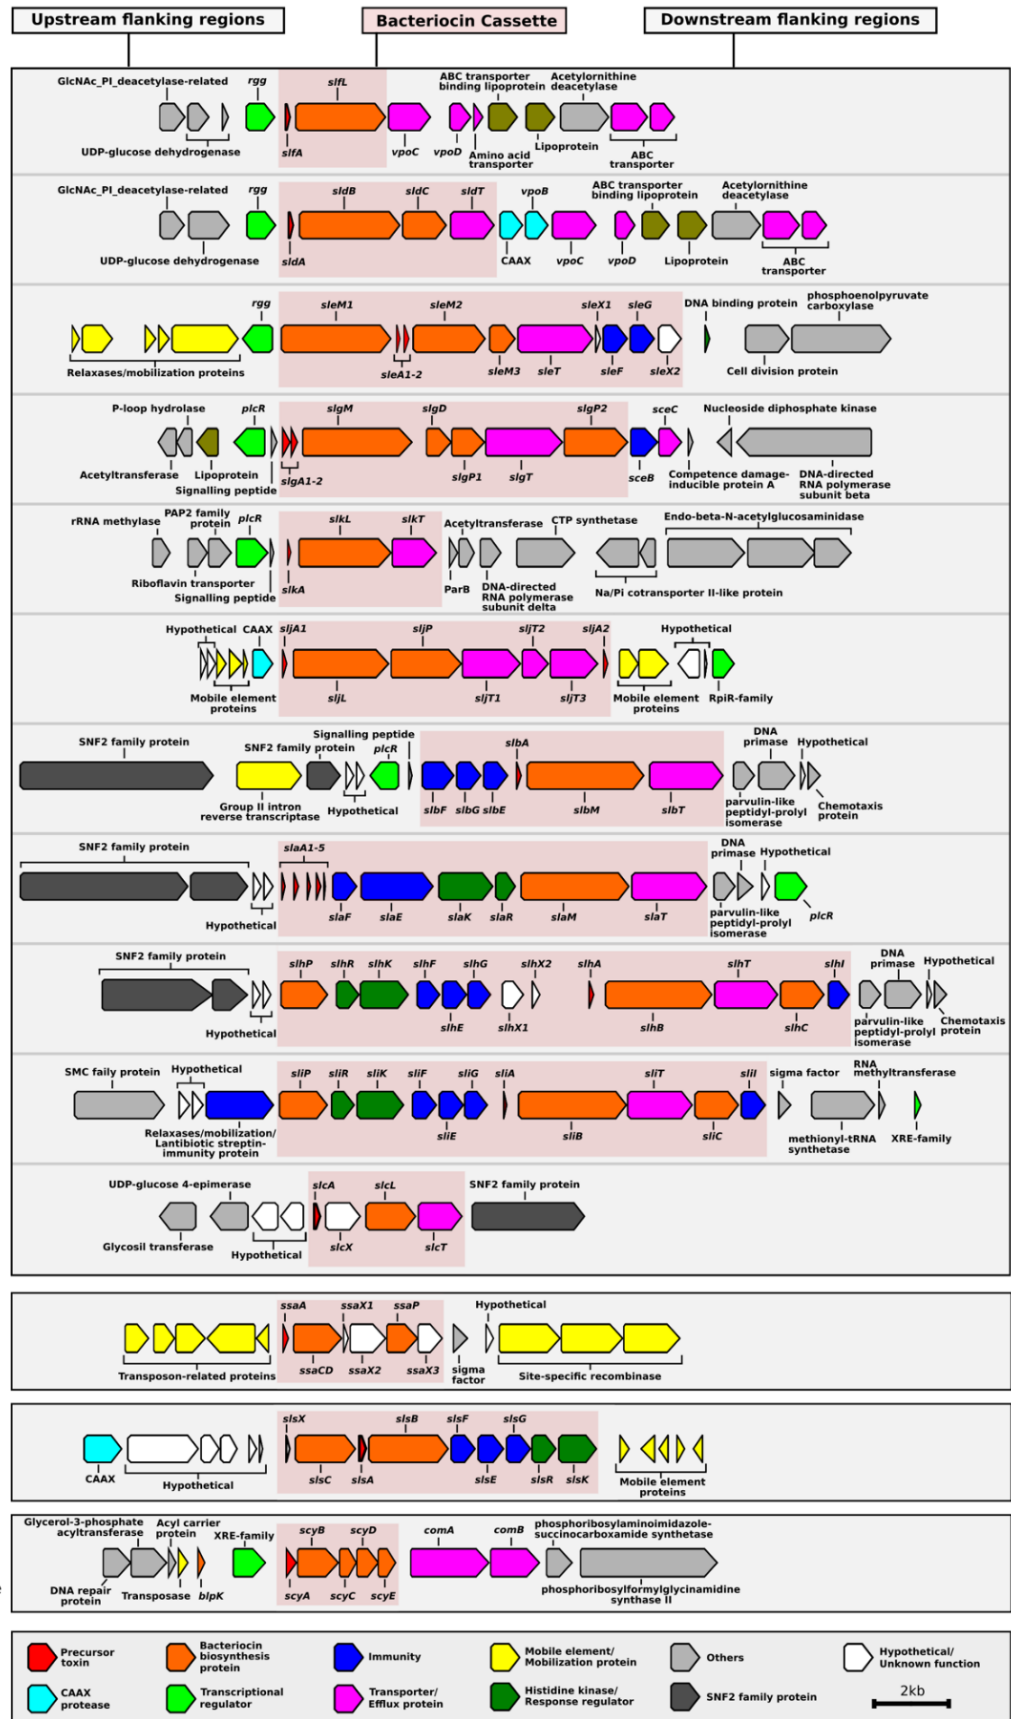 Upstream flanking regions
Bacteriocin Cassette
Downstream flanking regions
GlcNAc_PI_deacetylase-related
rgg
slfL
ABC transporter
binding lipoprotein
Acetylornithine
deacetylase
UDP-glucose dehydrogenase
slfA
vpoC
vpoD
Amino acid
transporter
Lipoprotein
ABC
transporter
GlcNAc_PI_deacetylase-related
rgg
sldB
sldC
sldT
vpoB
ABC transporter
binding lipoprotein
Acetylornithine
deacetylase
UDP-glucose dehydrogenase
sldA
CAAX
vpoC
vpoD
Lipoprotein
ABC
transporter
rgg
sleM1
sleM2
sleX1
sleG
DNA binding protein
phosphoenolpyruvate
carboxylase
Relaxases/mobilization proteins
sleA1-2
sleM3
sleT
sleF
sleX2
Cell division protein
P-loop hydrolase
plcR
slgM
slgD
slgP2
sceC
Nucleoside diphosphate kinase
Acetyltransferase
Lipoprotein
Signalling peptide
slgA1-2
slgP1
slgT
sceB
Competence damage-
inducible protein A
DNA-directed
RNA polymerase
subunit beta
rRNA methylase
PAP2 family
protein
plcR
slkL
slkT
Acetyltransferase
CTP synthetase
Endo-beta-N-acetylglucosaminidase
Riboflavin transporter
Signalling peptide
slkA
ParB
DNA-directed
RNA polymerase
subunit delta
Na/Pi cotransporter II-like protein
Hypothetical
CAAX
sljA1
sljP
sljT2
sljA2
Hypothetical
Mobile element
proteins
sljL
sljT1
sljT3
Mobile element
proteins
RpiR-family
SNF2 family protein
SNF2 family protein
Signalling peptide
plcR
slbA
DNA
primase
Hypothetical
Group II intron
reverse transcriptase
Hypothetical
slbF
slbG
slbE
slbM
slbT
parvulin-like
peptidyl-prolyl
isomerase
Chemotaxis
protein
SNF2 family protein
slaA1-5
DNA
primase
Hypothetical
Hypothetical
slaF
slaE
slaK
slaR
slaM
slaT
parvulin-like
peptidyl-prolyl
isomerase
plcR
SNF2 family protein
slhP
slhR
slhK
slhF
slhG
slhX2
slhA
slhT
slhI
DNA
primase
Hypothetical
Hypothetical
slhE
slhX1
slhB
slhC
parvulin-like
peptidyl-prolyl
isomerase
Chemotaxis
protein
SMC faily protein
Hypothetical
sliP
sliR
sliK
sliF
sliG
sliA
sliT
sliI
sigma factor
RNA
methyltransferase
Relaxases/mobilization/
Lantibiotic streptin-
immunity protein
sliE
sliB
sliC
methionyl-tRNA
synthetase
XRE-family
UDP-glucose 4-epimerase
slcA
slcL
SNF2 family protein
Glycosil transferase
Hypothetical
slcX
slcT
ssaA
ssaX1
ssaP
Hypothetical
Transposon-related proteins
ssaCD
ssaX2
ssaX3
sigma
factor
Site-specific recombinase
slsX
slsB
slsF
slsG
CAAX
Hypothetical
slsC
slsA
slsE
slsR
slsK
Mobile element
proteins
Glycerol-3-phosphate
acyltransferase
Acyl carrier
protein
XRE-family
scyB
scyD
comA
comB
phosphoribosylaminoimidazole-
succinocarboxamide synthetase
DNA repair
protein
Transposase
blpK
scyA
scyC
scyE
phosphoribosylformylglycinamidine
synthase II
Precursor
toxin
Bacteriocin
biosynthesis
protein
Immunity
Mobile element/
Mobilization protein
Others
Hypothetical/
Unknown function
CAAX
protease
Transcriptional
regulator
Transporter/
Efflux protein
Histidine kinase/
Response regulator
SNF2 family protein
2kb